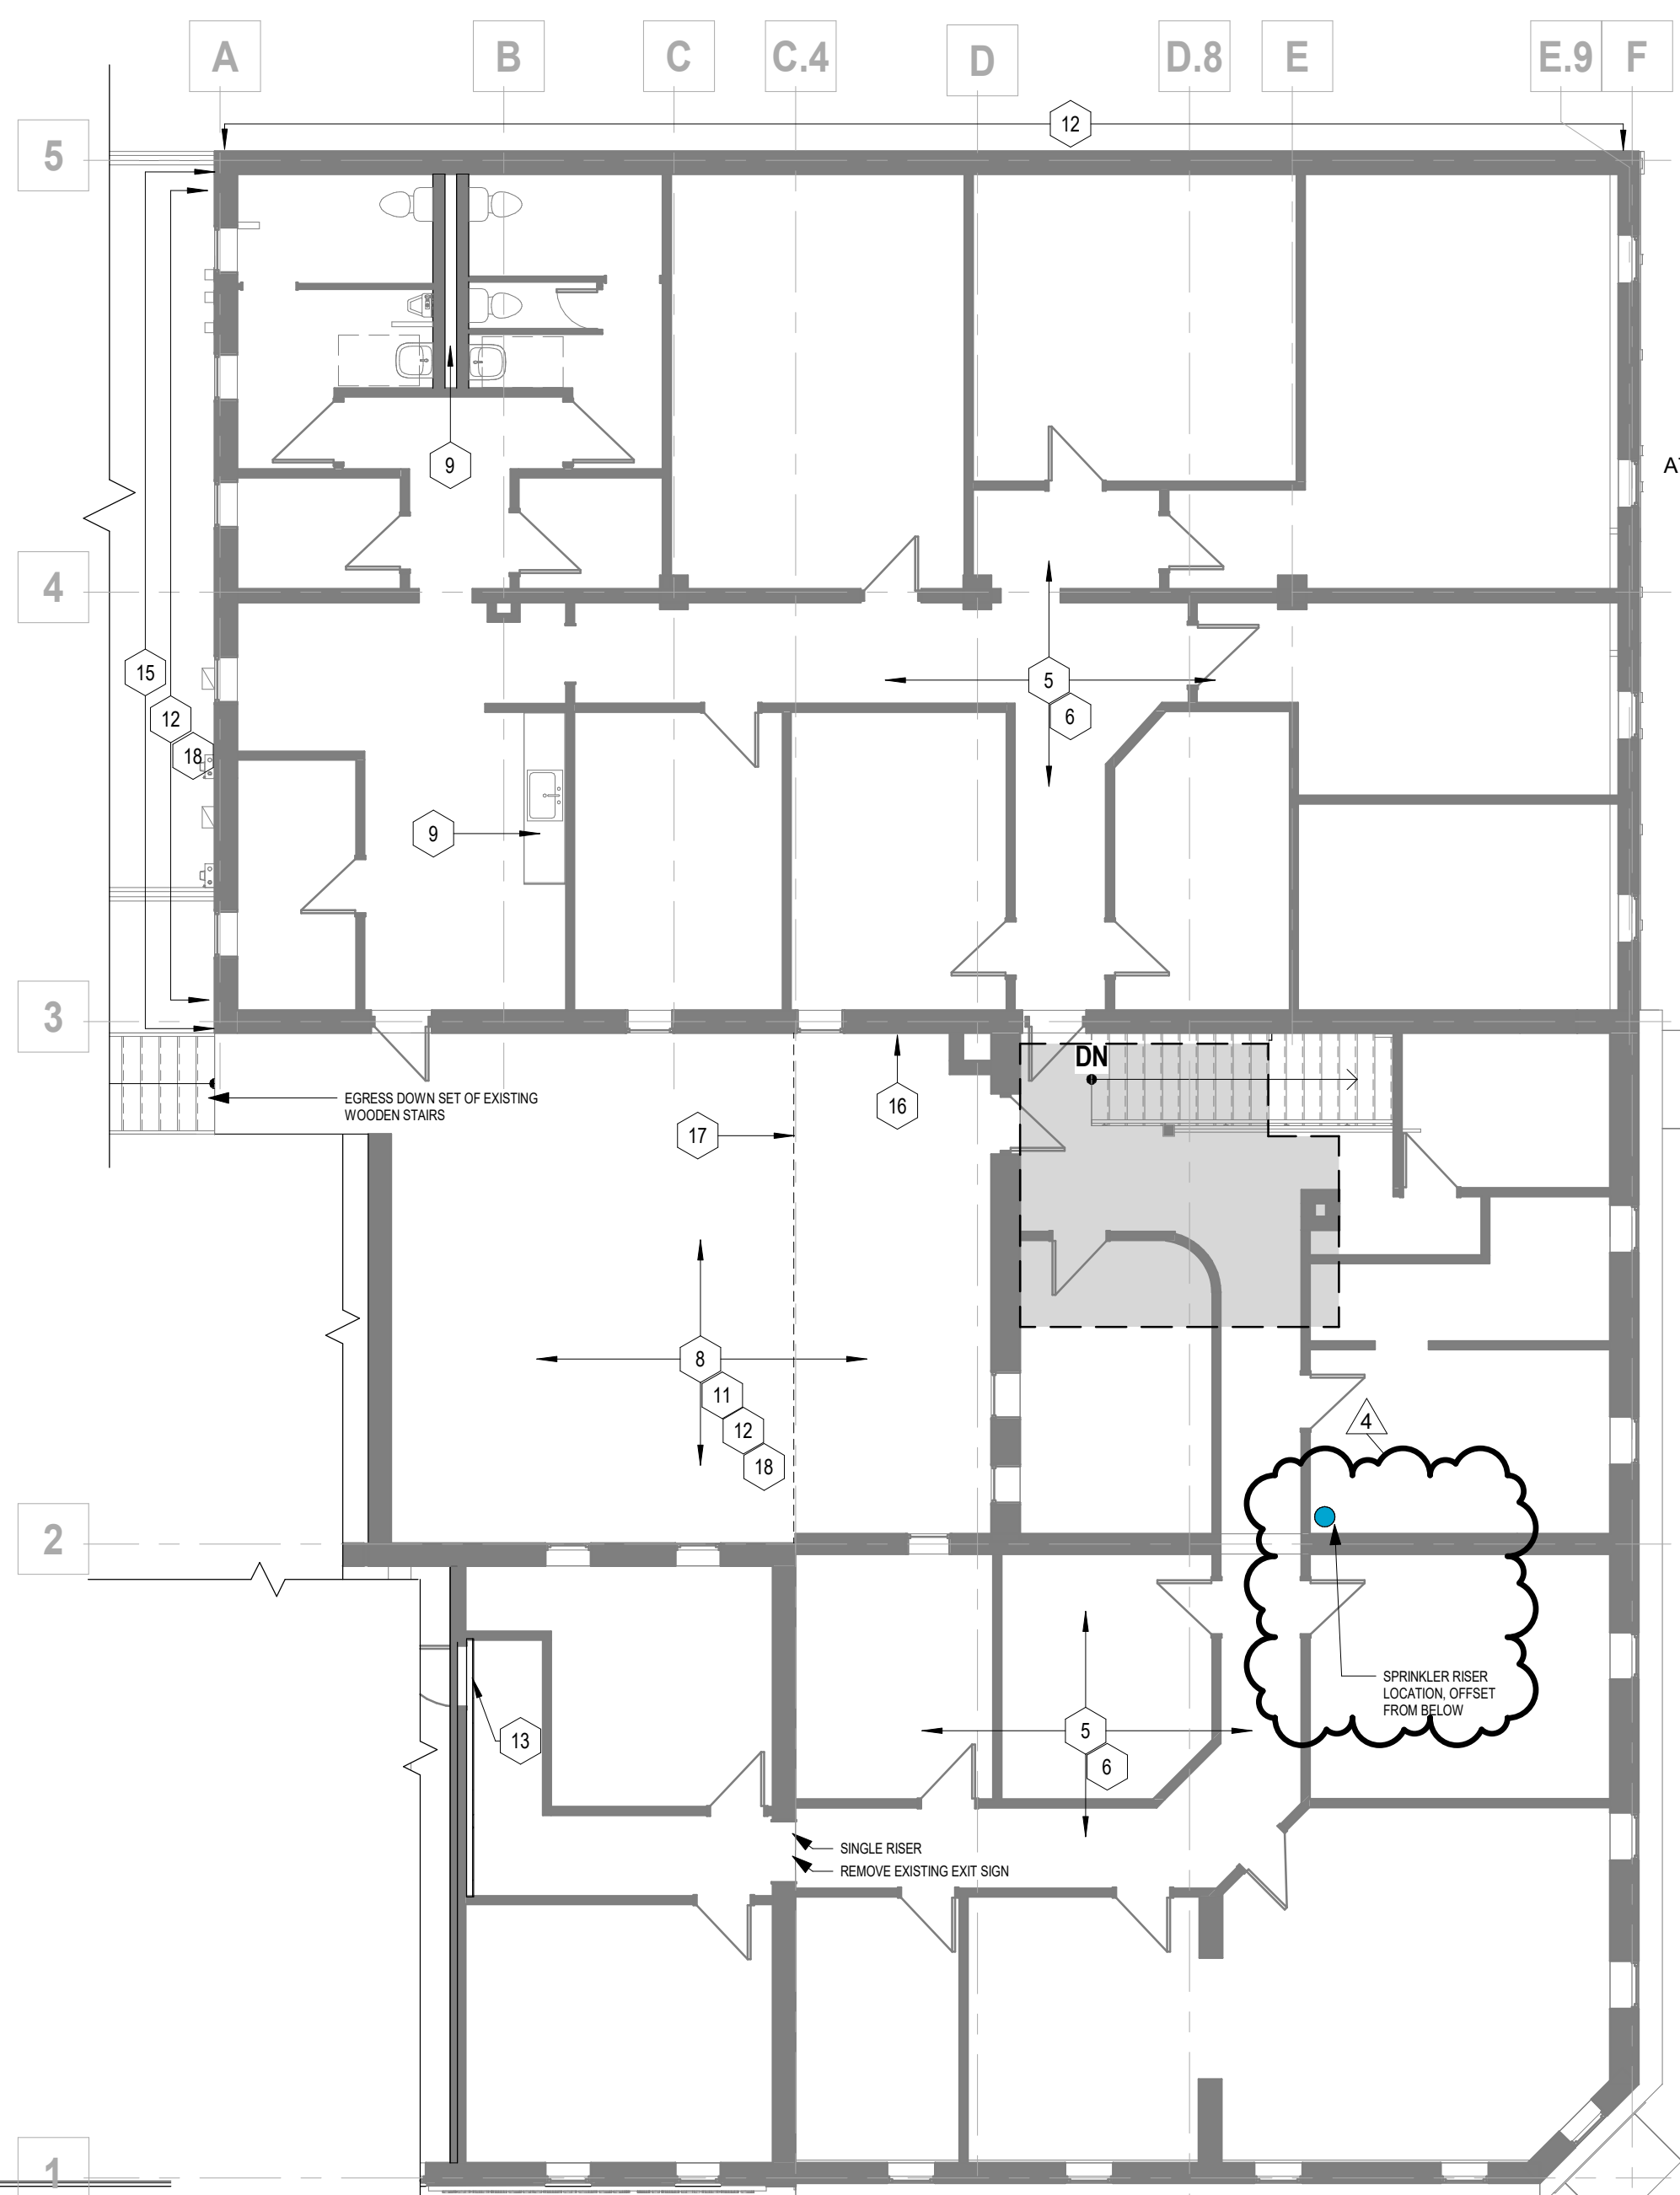 A
B
C
C.4
D
D.8
E
E.9
F
5
12
9
A
4
15
12
18
5
6
9
3
DN
EGRESS DOWN SET OF EXISTING
WOODEN STAIRS
16
17
8
11
12
18
4
2
SPRINKLER RISER
LOCATION, OFFSET
FROM BELOW
13
5
6
SINGLE RISER
REMOVE EXISTING EXIT SIGN
1